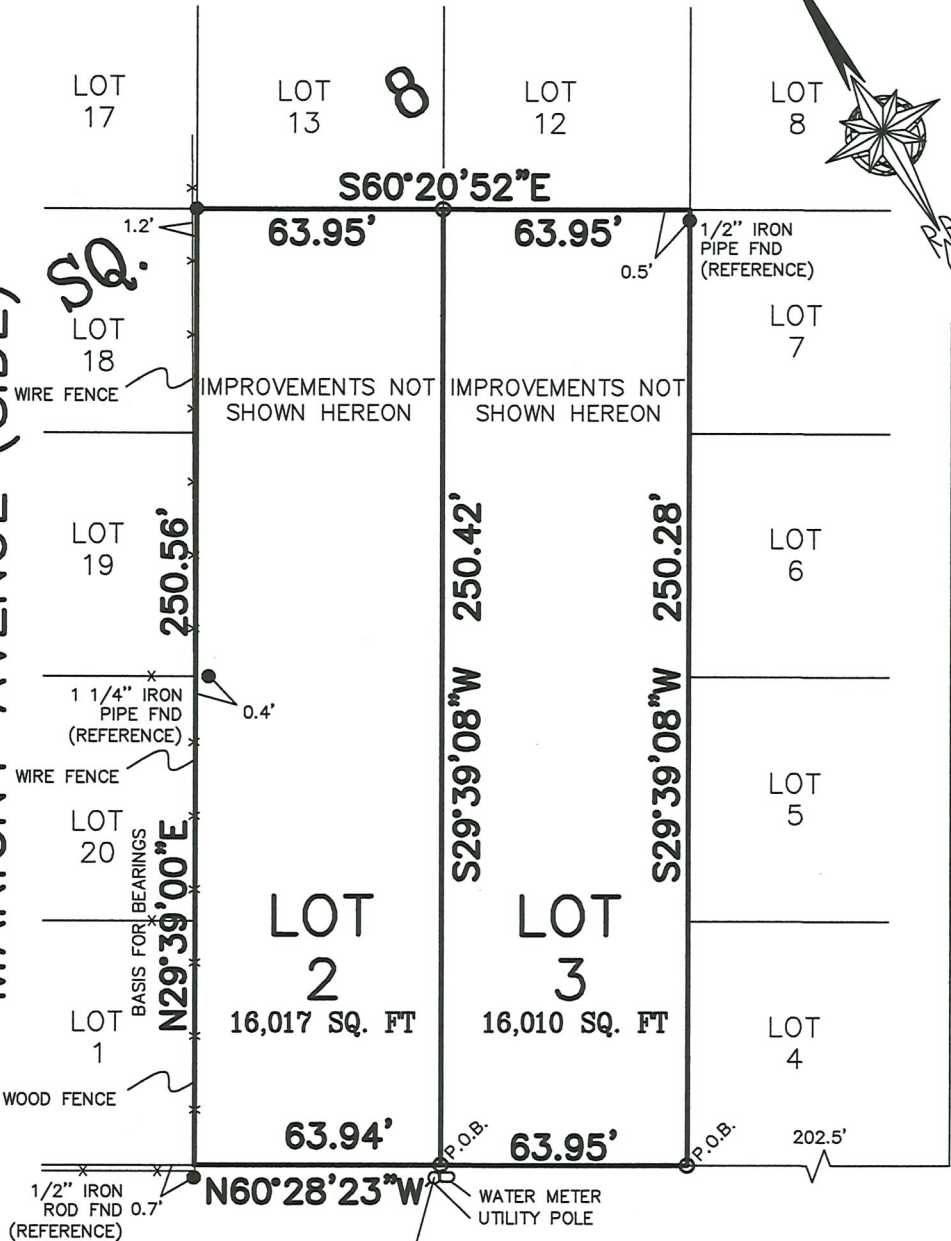 LOT
17
LOT
13
8
LOT
12
LOT
8
S60°20'52"E
63.95'
63.95'
1.2'
0.5'
1/2" IRON
PIPE FND
(REFERENCE)
SQ.
LOT
18
LOT
7
WIRE FENCE
IMPROVEMENTS NOT
SHOWN HEREON
IMPROVEMENTS NOT
SHOWN HEREON
250.56'
250.42'
250.28'
LOT
19
LOT
6
1 1/4" IRON
PIPE FND
(REFERENCE)
0.4'
WIRE FENCE
S29°39'08"W
S29°39'08"W
LOT
20
LOT
5
BASIS FOR BEARINGS
N29°39'00"E
LOT
2
16,017 SQ. FT
LOT
3
16,010 SQ. FT
LOT
1
LOT
4
WOOD FENCE
63.94'
P.O.B.
63.95'
P.O.B.
202.5'
1/2" IRON
ROD FND
(REFERENCE)
0.7'
N60°28'23"W
WATER METER
UTILITY POLE